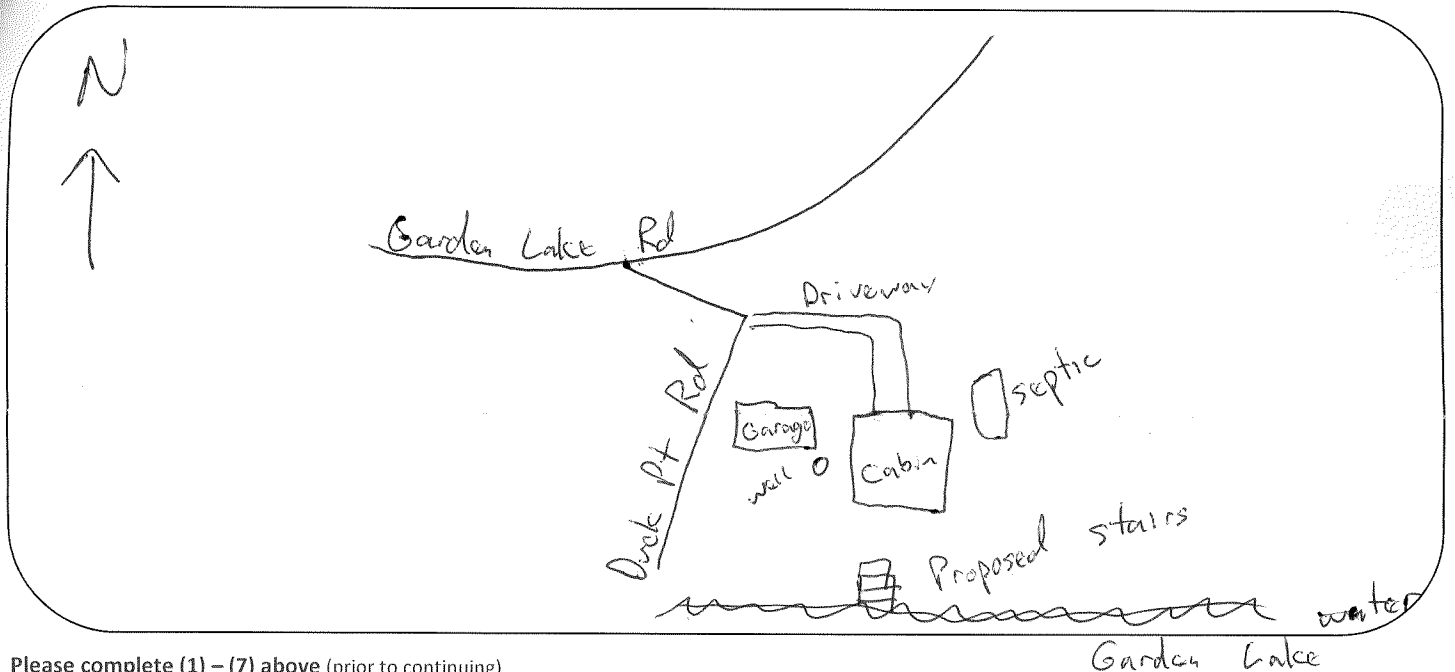 N
Garden Lake Rd
Driveway
Duck Pt Rd
septic
Garage
well
Cabin
Proposed stairs
water
Garden Lake
Please complete (1) – (7) above (prior to continuing)